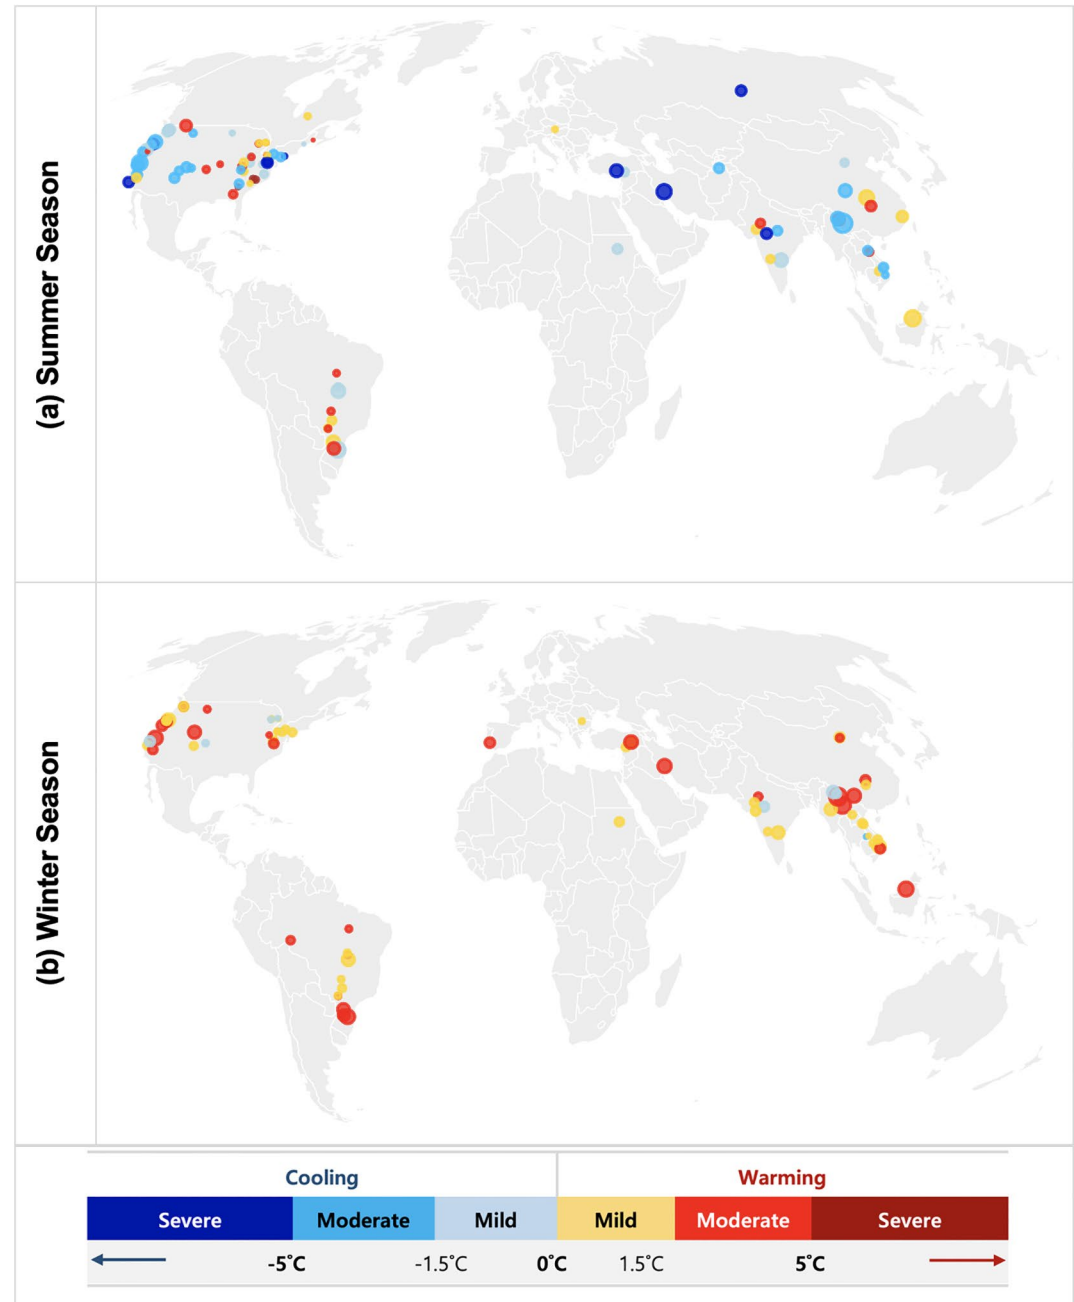 (a) Summer Season
(b) Winter Season
Cooling Warming
Severe Moderate Mild Mild Moderate Severe
-5˚C -1.5˚C 0˚C 1.5˚C 5˚C